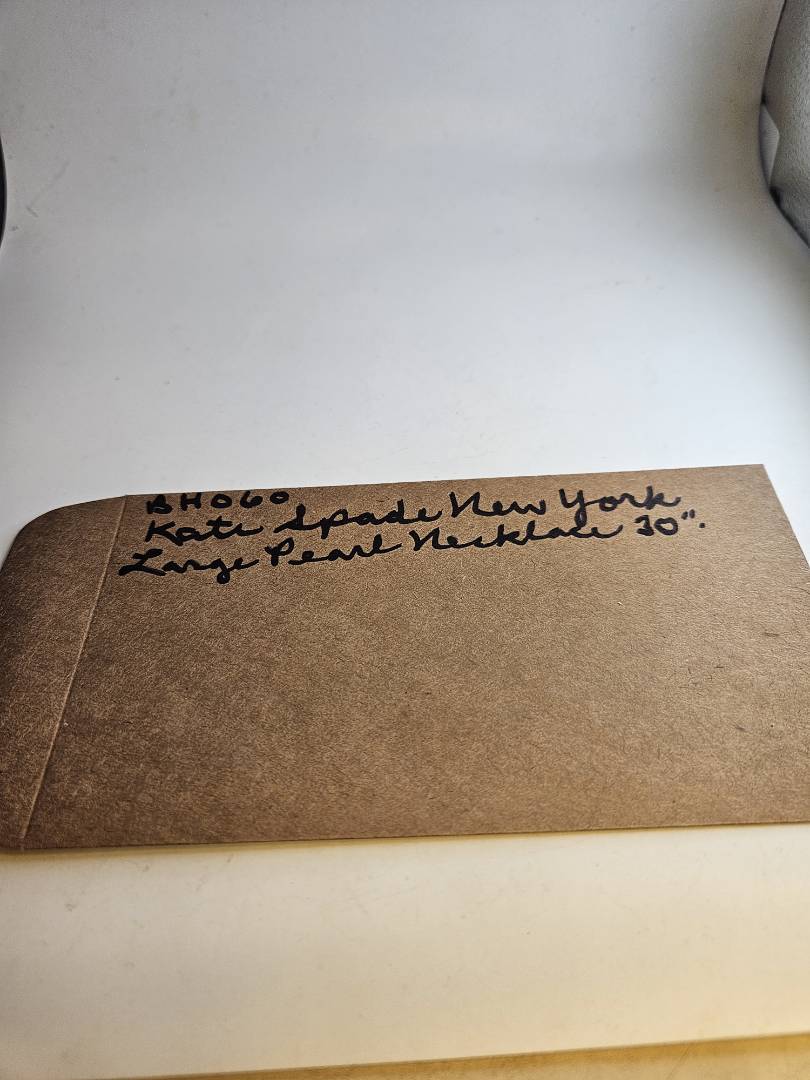 BH060
Kate Spade New York
Large Pearl Necklace 30".